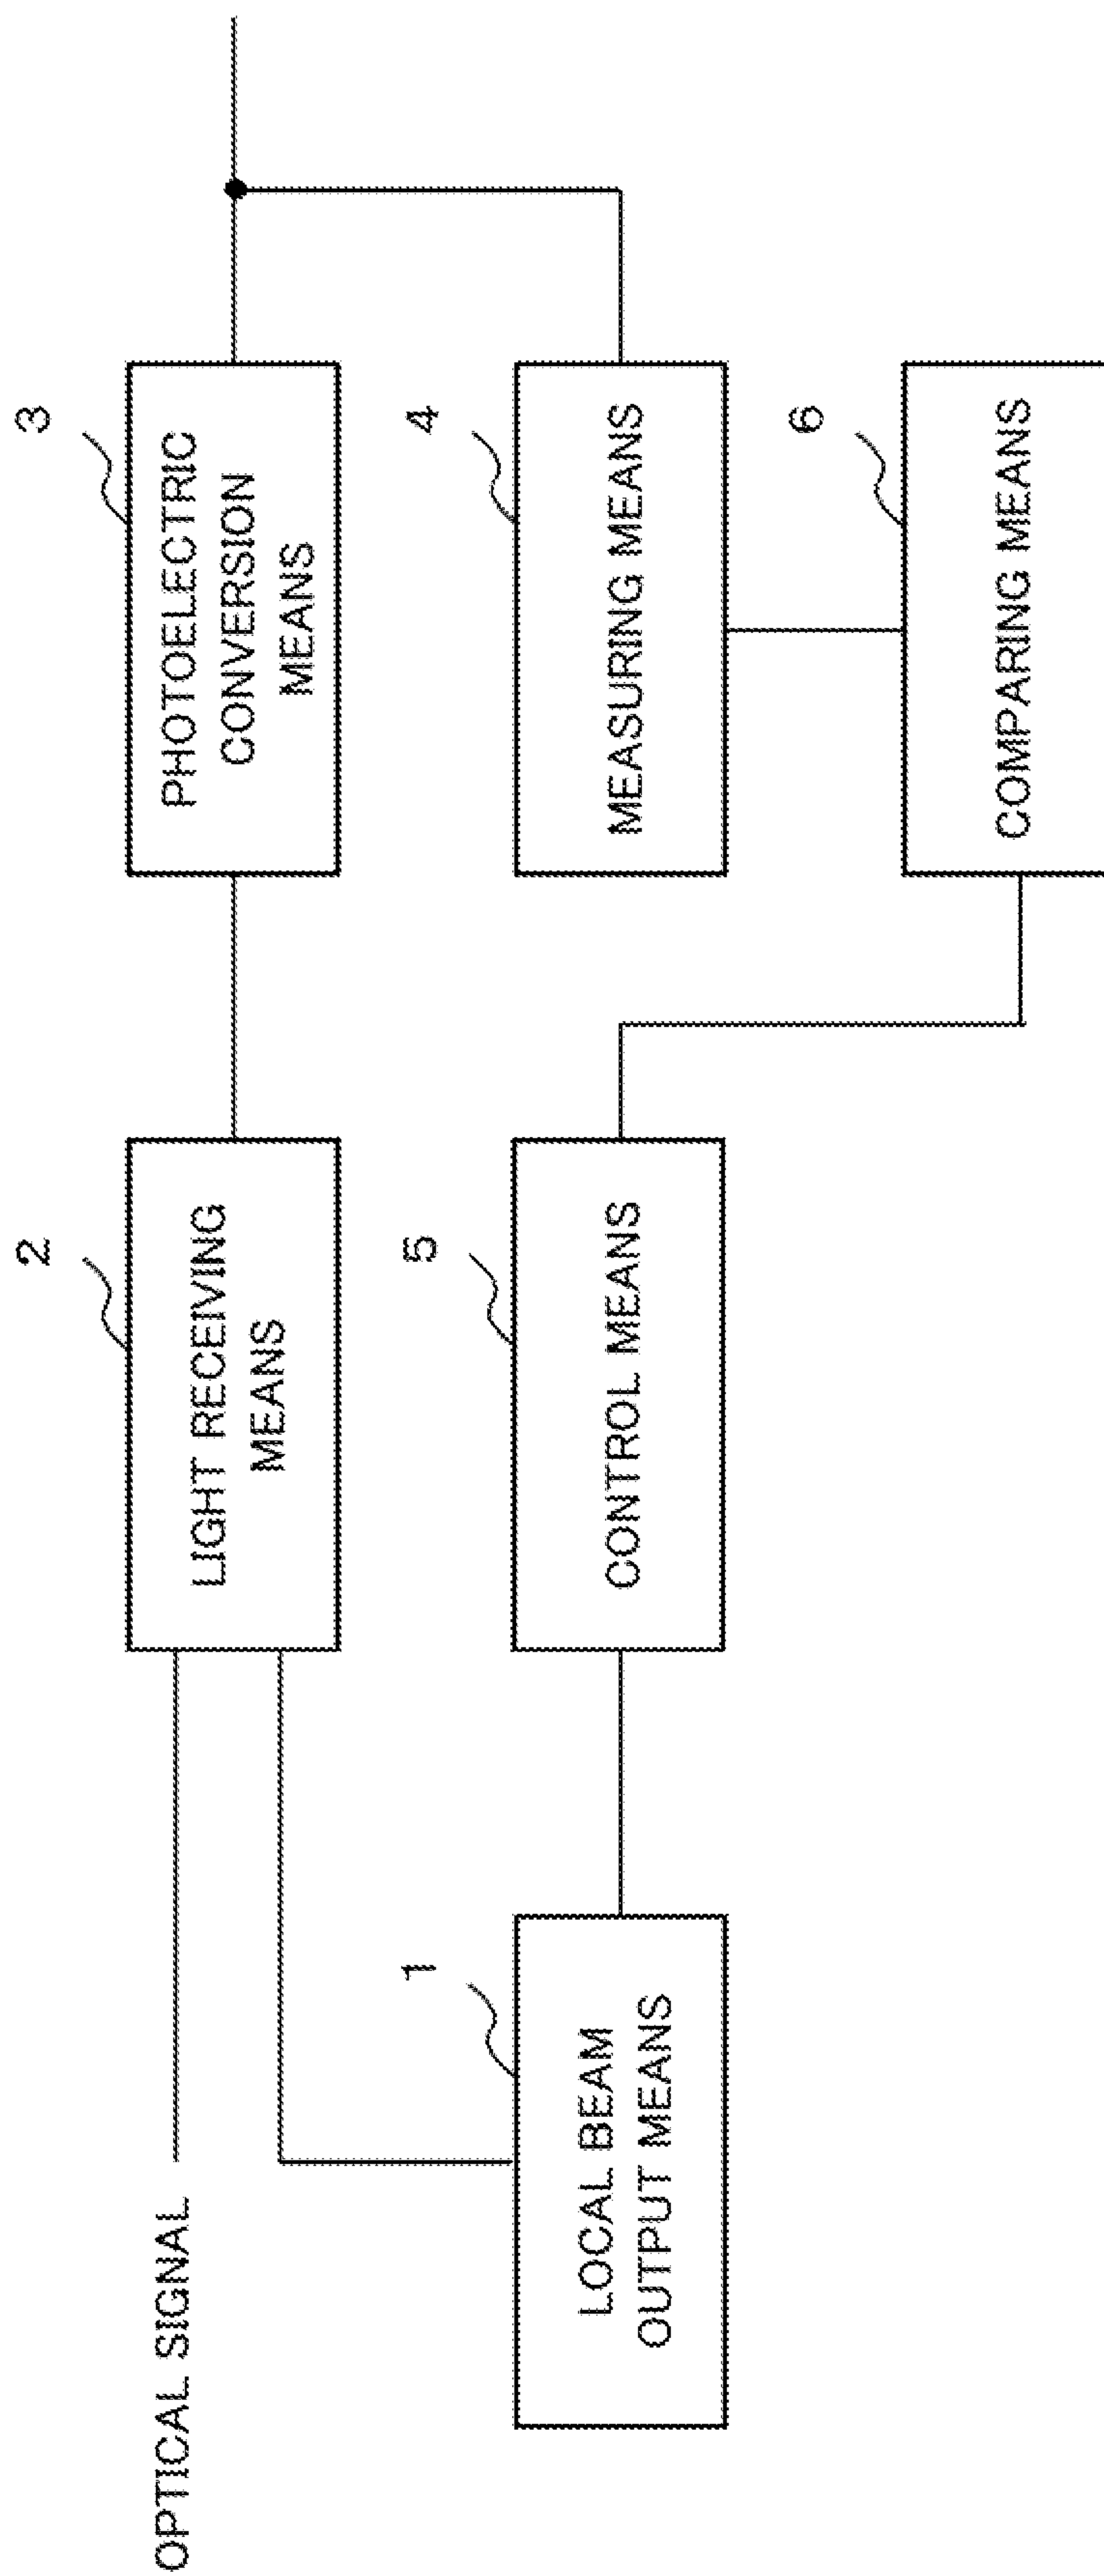 OPTICAL SIGNAL
2
LIGHT RECEIVING
MEANS
3
PHOTOELECTRIC
CONVERSION
MEANS
1
LOCAL BEAM
OUTPUT MEANS
5
CONTROL MEANS
4
MEASURING MEANS
6
COMPARING MEANS